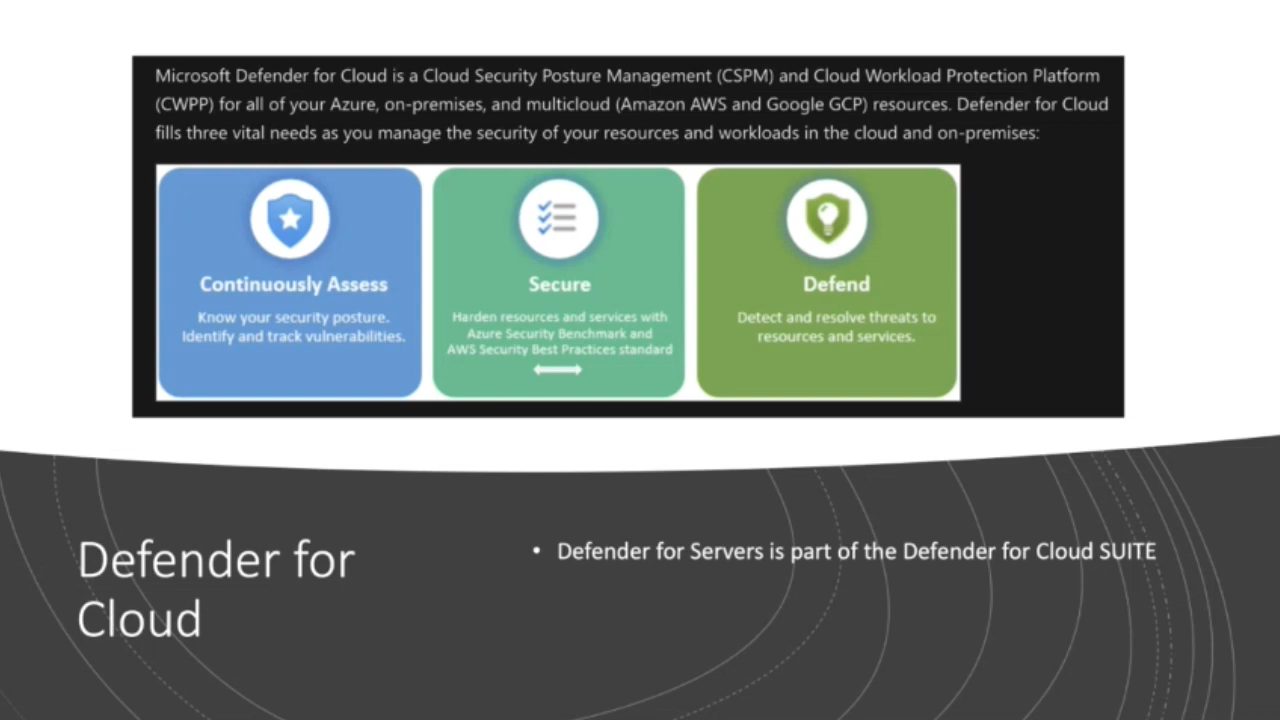 Microsoft Defender for Cloud is a Cloud Security Posture Management (CSPM) and Cloud Workload Protection Platform
(CWPP) for all of your Azure, on-premises, and multicloud (Amazon AWS and Google GCP) resources. Defender for Cloud
fills three vital needs as you manage the security of your resources and workloads in the cloud and on-premises:
Continuously Assess
Know your security posture.
Identify and track vulnerabilities.
Secure
Harden resources and services with
Azure Security Benchmark and
AWS Security Best Practices standard
Defend
Detect and resolve threats to
resources and services.
Defender for
Cloud
• Defender for Servers is part of the Defender for Cloud SUITE